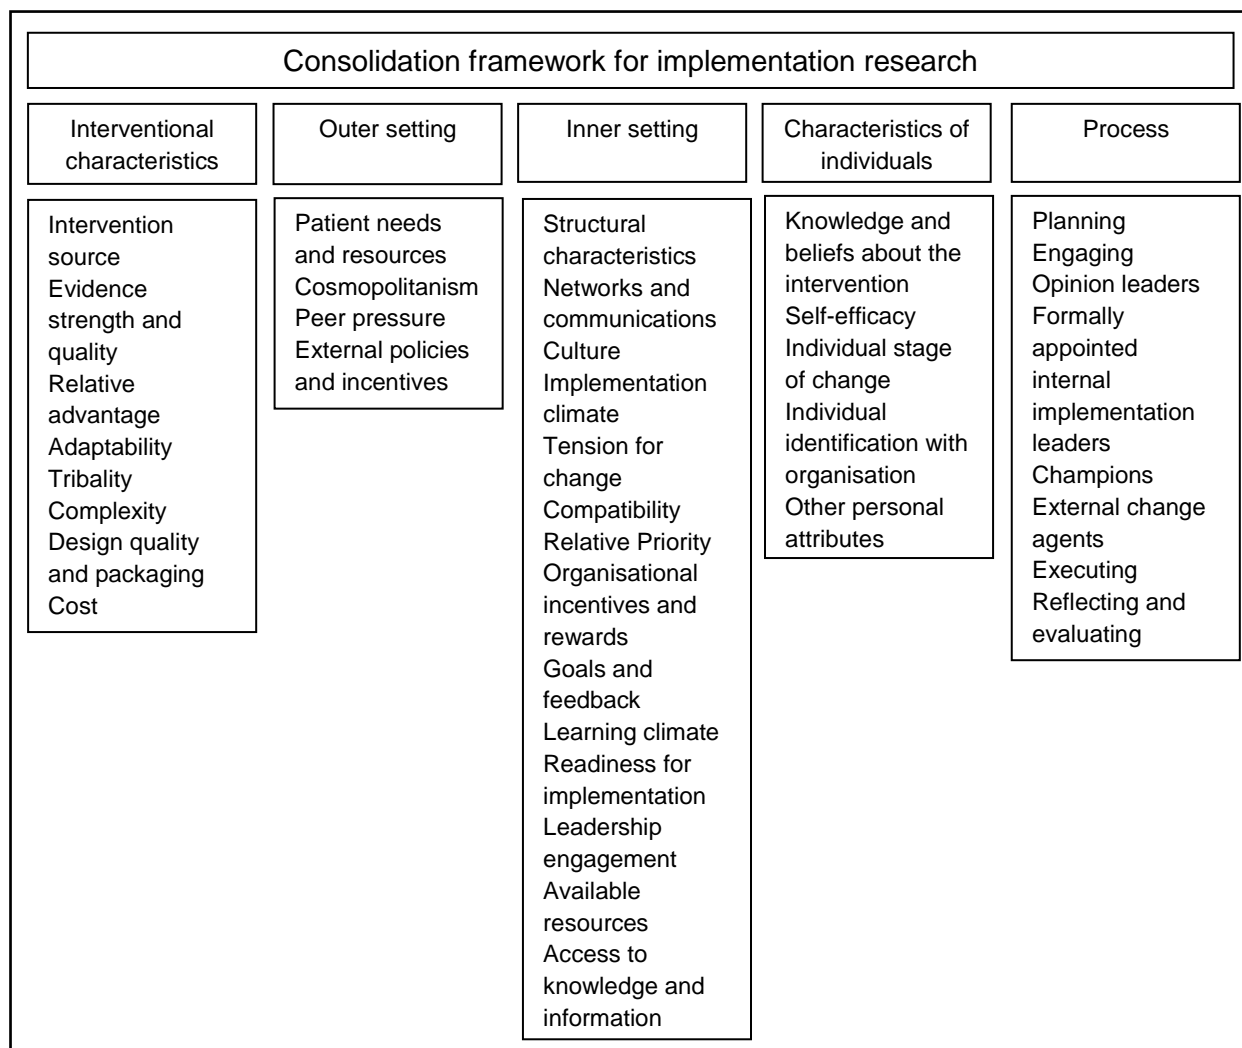 Consolidation framework for implementation research
Interventional
characteristics
Intervention
source
Evidence
strength and
quality
Relative
advantage
Adaptability
Tribality
Complexity
Design quality
and packaging
Cost
Outer setting
Patient needs
and resources
Cosmopolitanism
Peer pressure
External policies
and incentives
Inner setting
Structural
characteristics
Networks and
communications
Culture
Implementation
climate
Tension for
change
Compatibility
Relative Priority
Organisational
incentives and
rewards
Goals and
feedback
Learning climate
Readiness for
implementation
Leadership
engagement
Available
resources
Access to
knowledge and
information
Characteristics of
individuals
Knowledge and
beliefs about the
intervention
Self-efficacy
Individual stage
of change
Individual
identification with
organisation
Other personal
attributes
Process
Planning
Engaging
Opinion leaders
Formally
appointed
internal
implementation
leaders
Champions
External change
agents
Executing
Reflecting and
evaluating